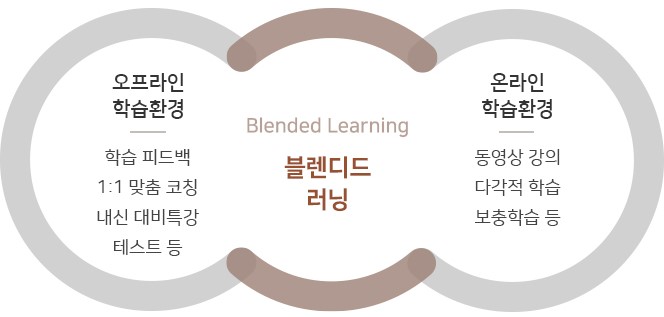 오프라인
학습환경
학습 피드백
1:1 맞춤 코칭
내신 대비특강
테스트 등
Blended Learning
블렌디드
러닝
온라인
학습환경
동영상 강의
다각적 학습
보충학습 등